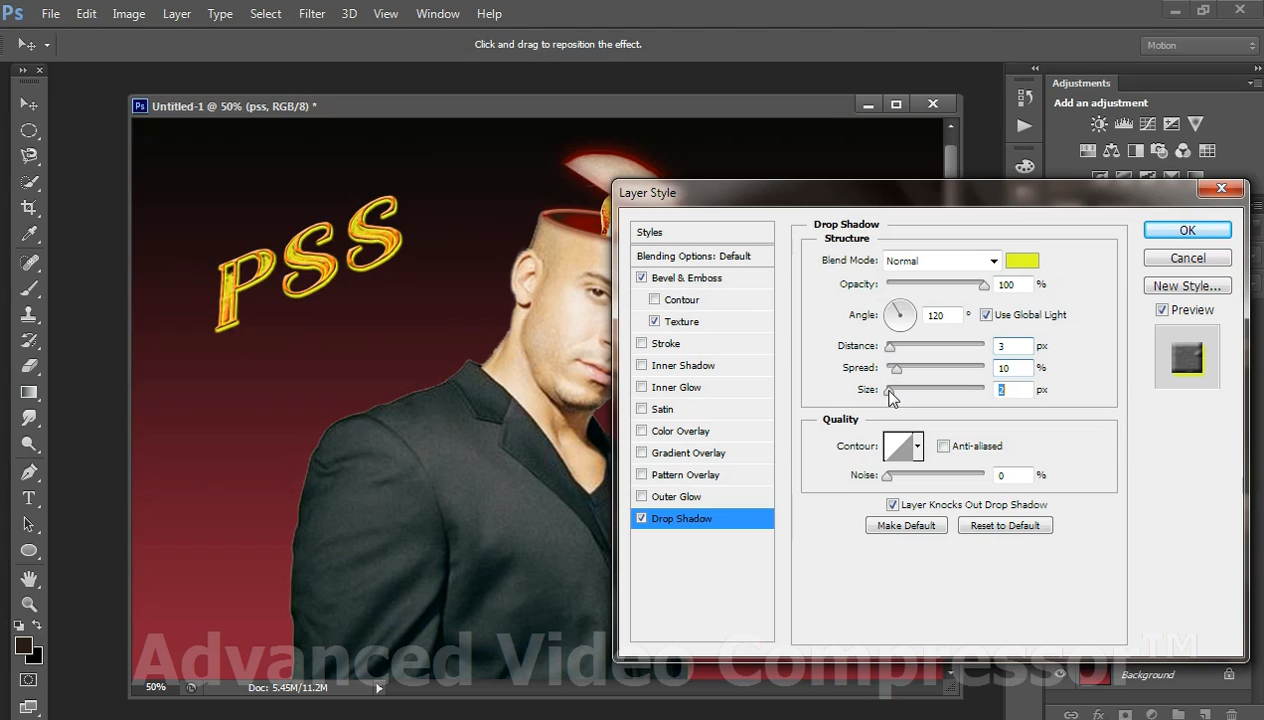 Ps File Edit Image Layer Type Select Filter 3D View Window Help
Click and drag to reposition the effect.
Motion
Ps Untitled-1 @ 50% (pss, RGB/8) *
Adjustments
Add an adjustment
PSS
Layer Style
Styles
Blending Options: Default
Bevel & Emboss
Contour
Texture
Stroke
Inner Shadow
Inner Glow
Satin
Color Overlay
Gradient Overlay
Pattern Overlay
Outer Glow
Drop Shadow
Drop Shadow
Structure
Blend Mode: Normal
Opacity: 100 %
Angle: 120 ° Use Global Light
Distance: 3 px
Spread: 10 %
Size: 2 px
Quality
Contour: Anti-aliased
Noise: 0 %
Layer Knocks Out Drop Shadow
Make Default Reset to Default
OK
Cancel
New Style...
Preview
T
Advanced Video Compressor™
Background
50% Doc: 5.45M/11.2M
fx